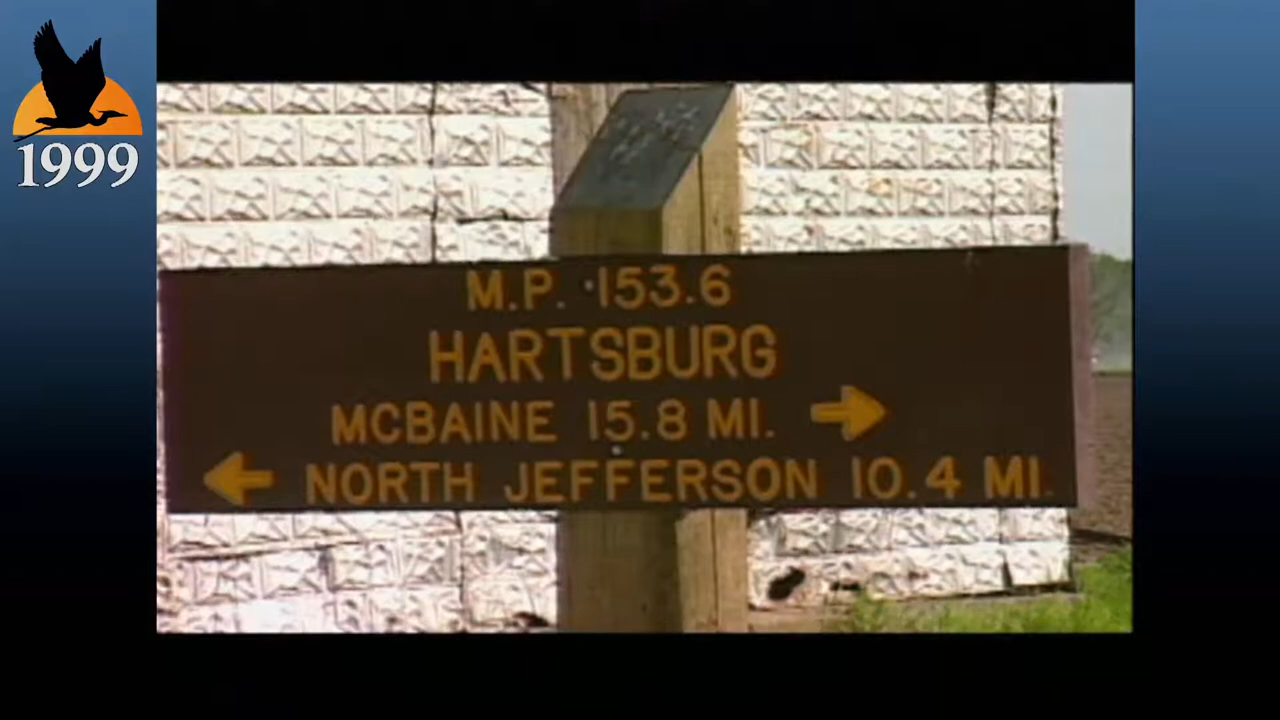 1999
M.P. 153.6
HARTSBURG
MCBAINE 15.8 MI. →
← NORTH JEFFERSON 10.4 MI.